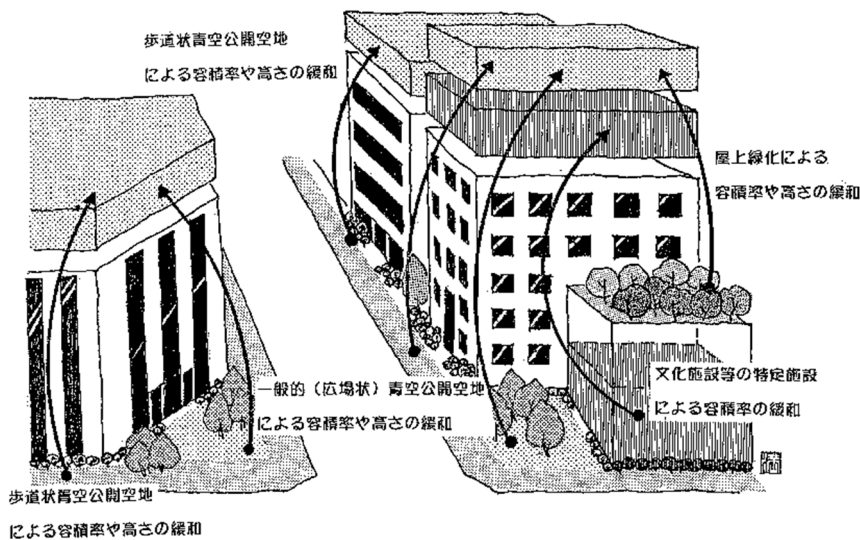 歩道状青空公開空地
による容積率や高さの緩和
屋上緑化による
容積率や高さの緩和
一般的（広場状）青空公開空地
による容積率や高さの緩和
文化施設等の特定施設
による容積率の緩和
歩道状青空公開空地
による容積率や高さの緩和